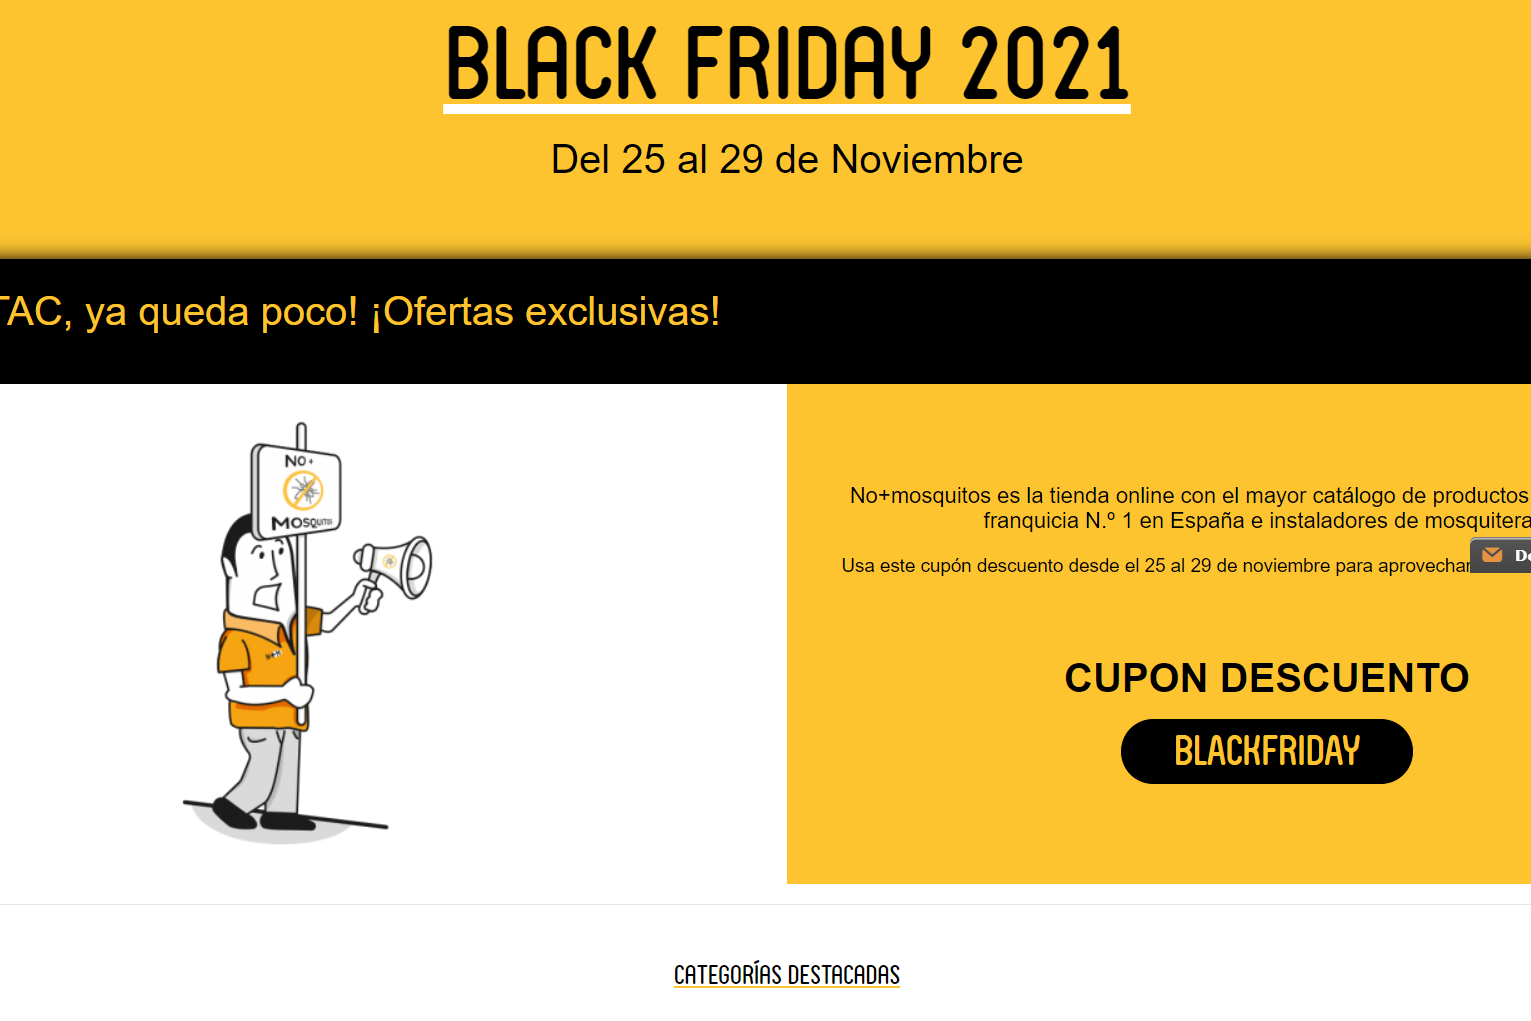 BLACK FRIDAY 2021
Del 25 al 29 de Noviembre
TAC, ya queda poco! ¡Ofertas exclusivas!
NO+
MOSQUITOS
No+mosquitos es la tienda online con el mayor catálogo de productos
franquicia N.º 1 en España e instaladores de mosquitera
Usa este cupón descuento desde el 25 al 29 de noviembre para aprovechar
CUPON DESCUENTO
BLACKFRIDAY
CATEGORÍAS DESTACADAS